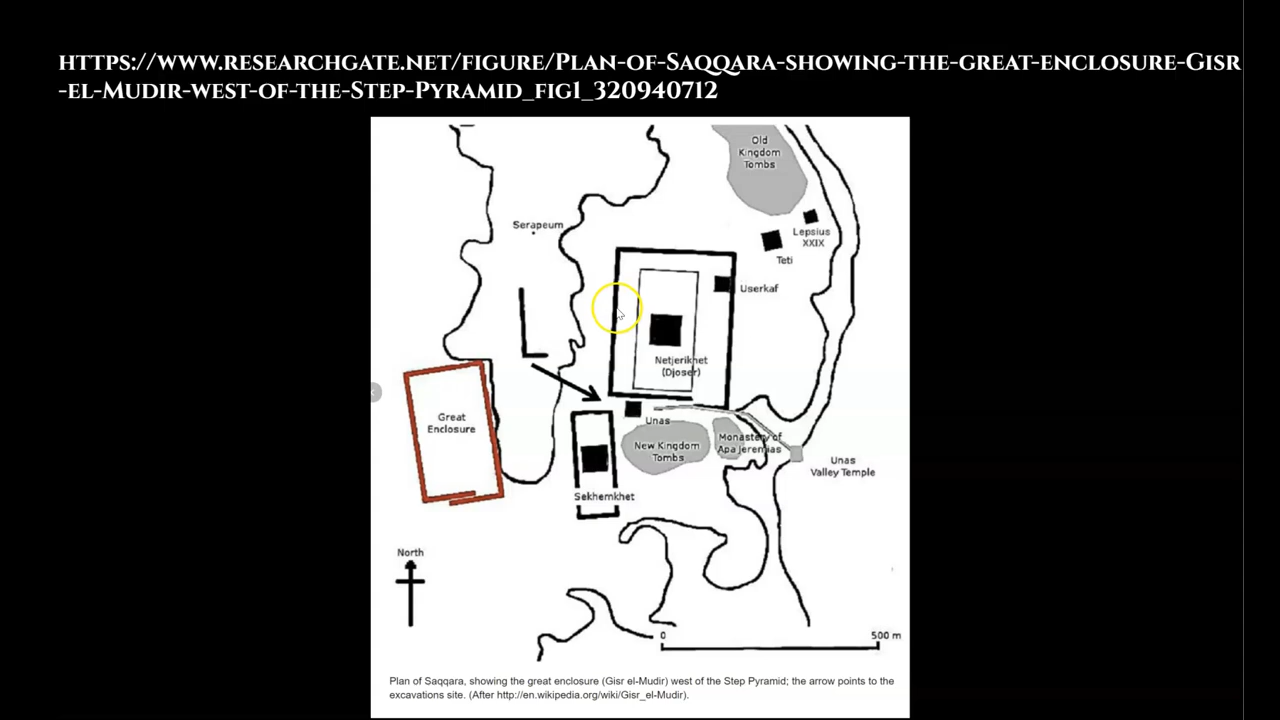 https://www.researchgate.net/figure/Plan-of-Saqqara-showing-the-great-enclosure-Gisr
-el-Mudir-west-of-the-Step-Pyramid_fig1_320940712
Old
Kingdom
Tombs
Serapeum
Lepsius
XXIX
Teti
Userkaf
Netjerikhet
(Djoser)
Great
Enclosure
Unas
New Kingdom
Tombs
Monastery of
Apa Jeremias
Unas
Valley Temple
Sekhemkhet
North
0
500 m
Plan of Saqqara, showing the great enclosure (Gisr el-Mudir) west of the Step Pyramid; the arrow points to the
excavations site. (After http://en.wikipedia.org/wiki/Gisr_el-Mudir).